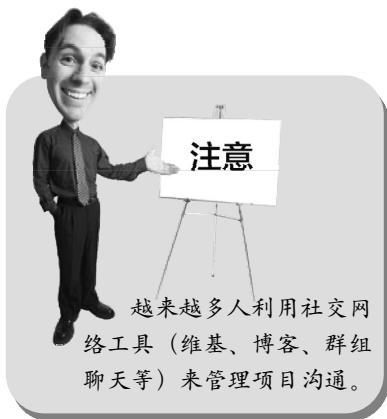 注意
越来越多人利用社交网
络工具（维基、博客、群组
聊天等）来管理项目沟通。